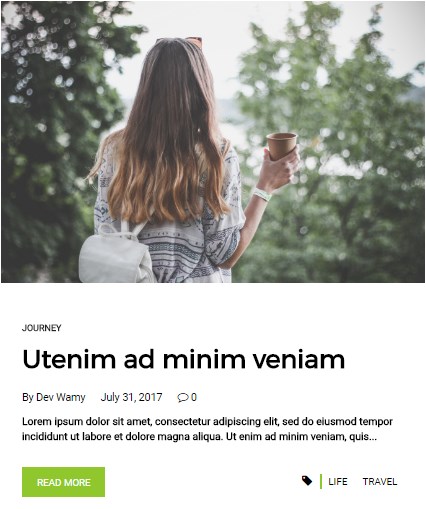 JOURNEY
Utenim ad minim veniam
By Dev Wamy July 31, 2017 0
Lorem ipsum dolor sit amet, consectetur adipiscing elit, sed do eiusmod tempor
incididunt ut labore et dolore magna aliqua. Ut enim ad minim veniam, quis...
READ MORE LIFE TRAVEL